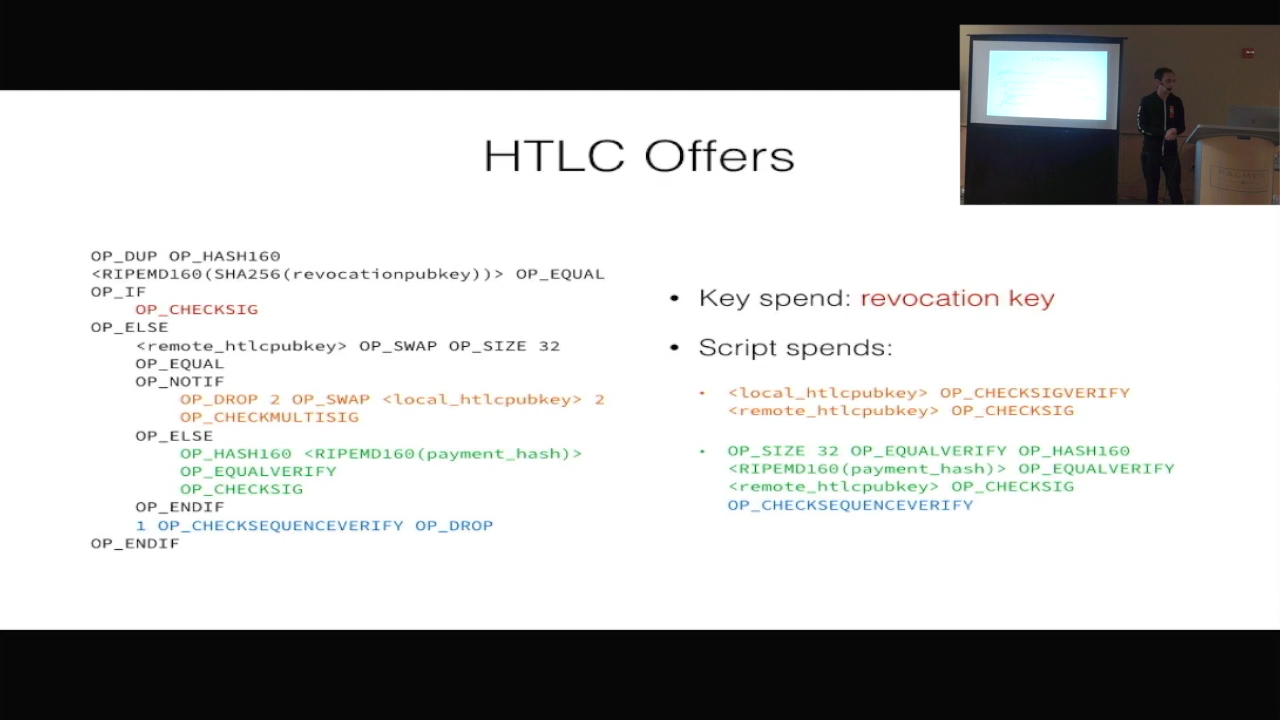 HTLC Offers
OP_DUP OP_HASH160
<RIPEMD160(SHA256(revocationpubkey))> OP_EQUAL
OP_IF
OP_CHECKSIG
OP_ELSE
<remote_htlcpubkey> OP_SWAP OP_SIZE 32
OP_EQUAL
OP_NOTIF
OP_DROP 2 OP_SWAP <local_htlcpubkey> 2
OP_CHECKMULTISIG
OP_ELSE
OP_HASH160 <RIPEMD160(payment_hash)>
OP_EQUALVERIFY
OP_CHECKSIG
OP_ENDIF
1 OP_CHECKSEQUENCEVERIFY OP_DROP
OP_ENDIF
• Key spend: revocation key
• Script spends:
• <local_htlcpubkey> OP_CHECKSIGVERIFY
<remote_htlcpubkey> OP_CHECKSIG
• OP_SIZE 32 OP_EQUALVERIFY OP_HASH160
<RIPEMD160(payment_hash)> OP_EQUALVERIFY
<remote_htlcpubkey> OP_CHECKSIG
OP_CHECKSEQUENCEVERIFY